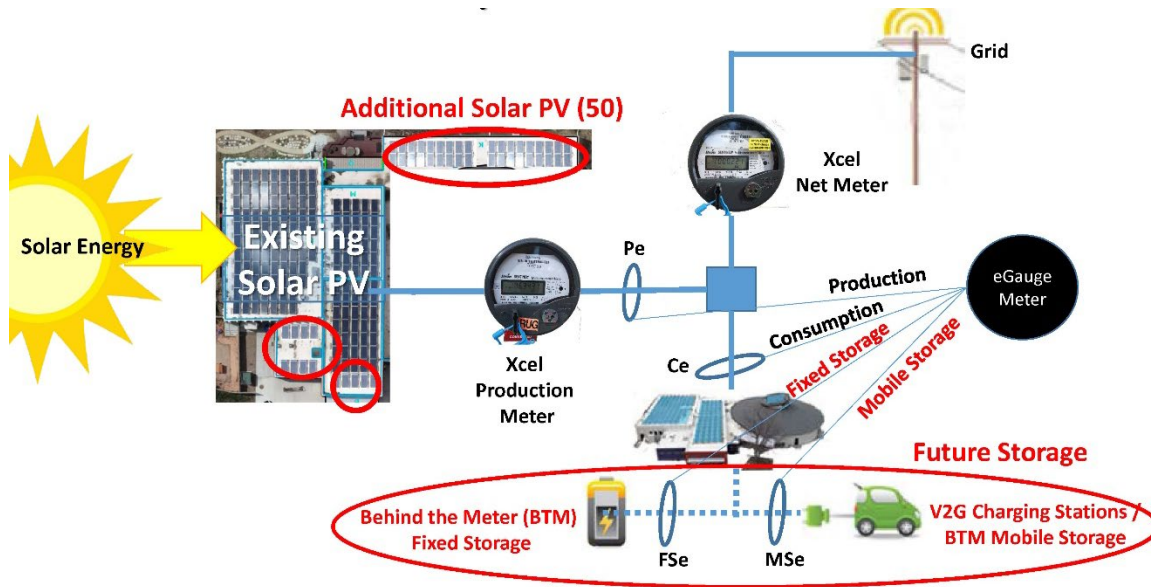 Grid
Additional Solar PV (50)
Xcel
Net Meter
Solar Energy
Existing
Solar PV
Pe
Production
eGauge
Meter
Consumption
Xcel
Production
Meter
Ce
Fixed Storage
Mobile Storage
Future Storage
Behind the Meter (BTM)
Fixed Storage
V2G Charging Stations /
BTM Mobile Storage
FSe
MSe